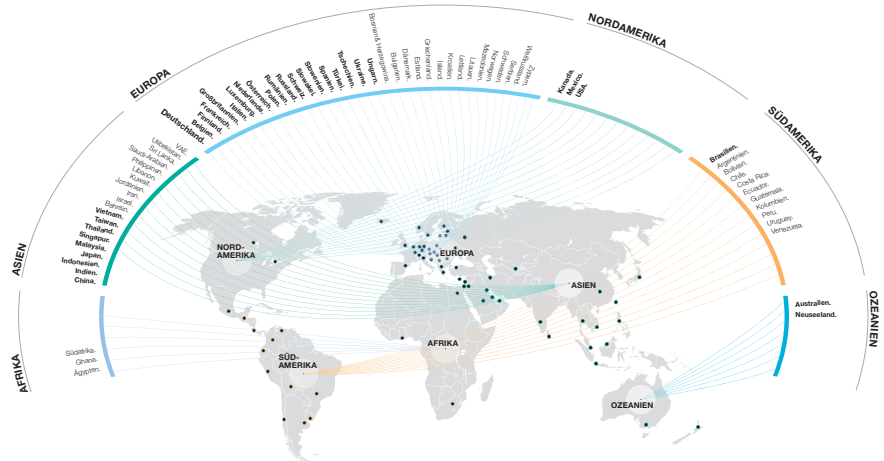 AFRIKA
Südafrika.
Ghana.
Ägypten.
ASIEN
VAE.
Usbekistan.
Sri Lanka.
Saudi-Arabien.
Philippinen.
Libanon.
Kuwait.
Jordanien.
Iran.
Israel.
Bahrain.
Vietnam.
Taiwan.
Thailand.
Singapur.
Malaysia.
Japan.
Indonesien.
Indien.
China.
EUROPA
Deutschland.
Belgien.
Finnland.
Frankreich.
Großbritannien.
Italien.
Luxemburg.
Niederlande.
Österreich.
Polen.
Rumänien.
Russland.
Schweiz.
Slowakei.
Slowenien.
Spanien.
Türkei.
Tschechien.
Ukraine.
Ungarn.
Bosnien & Herzegowina.
Bulgarien.
Dänemark.
Estland.
Griechenland.
Island.
Kroatien.
Lettland.
Litauen.
Mazedonien.
Norwegen.
Schweden.
Serbien.
Weißrussland.
Zypern.
NORDAMERIKA
Kanada.
Mexico.
USA.
SÜDAMERIKA
Brasilien.
Argentinien.
Bolivien.
Chile.
Costa Rica.
Ecuador.
Guatemala.
Kolumbien.
Peru.
Uruguay.
Venezuela.
OZEANIEN
Australien.
Neuseeland.
NORD-
AMERIKA
EUROPA
ASIEN
AFRIKA
SÜD-
AMERIKA
OZEANIEN